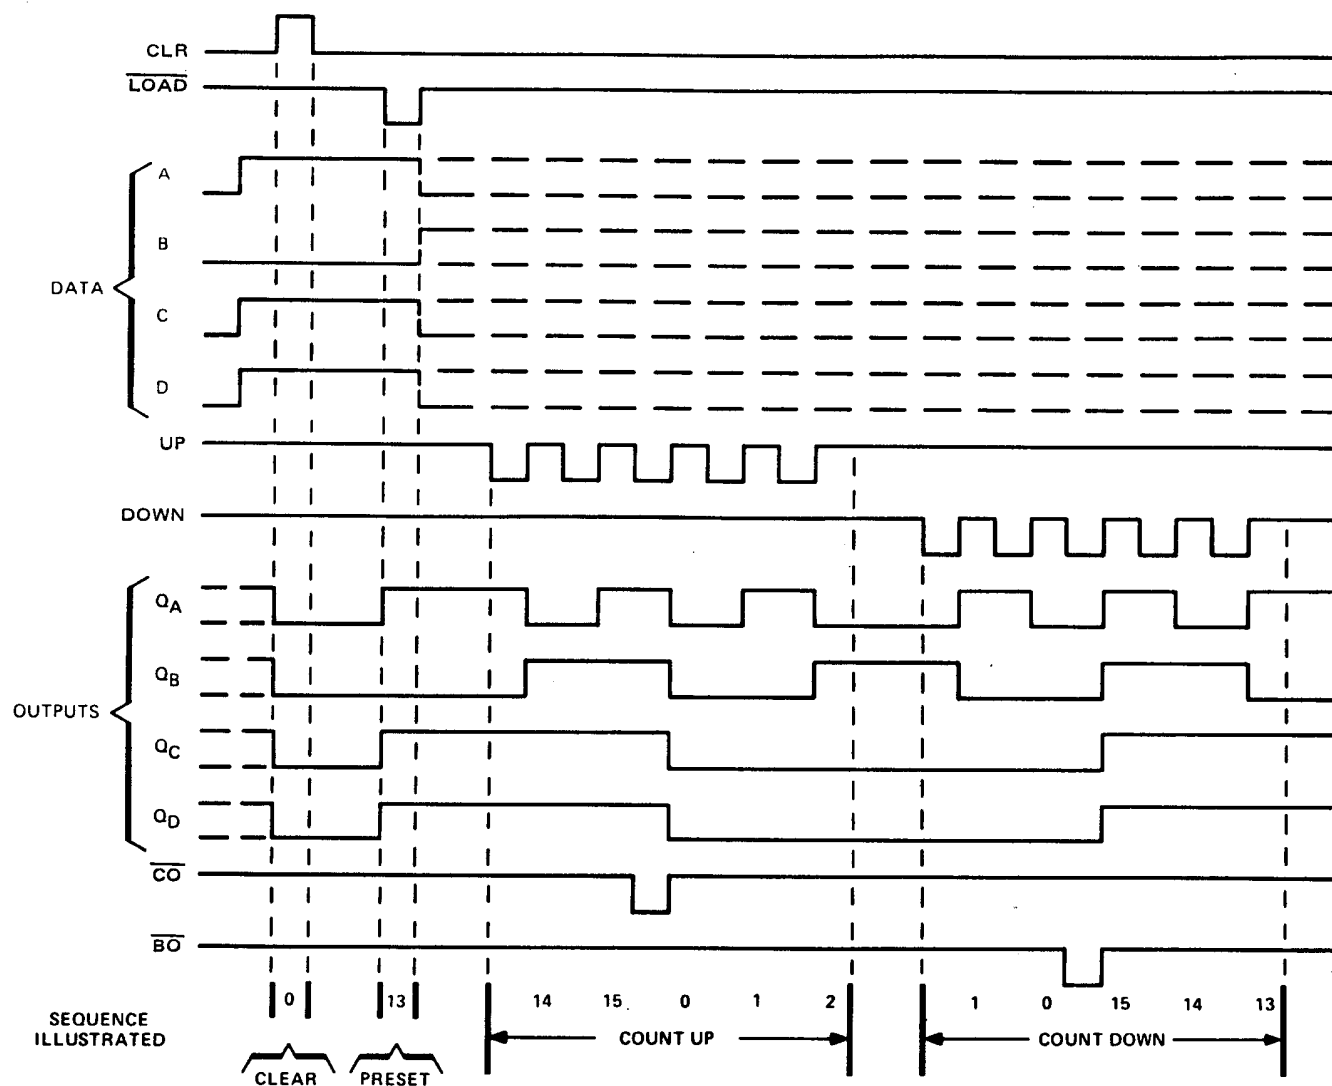 CLR
LOAD
DATA
A
B
C
D
UP
DOWN
OUTPUTS
QA
QB
QC
QD
CO
BO
SEQUENCE
ILLUSTRATED
0 13 14 15 0 1 2 1 0 15 14 13
COUNT UP COUNT DOWN
CLEAR PRESET